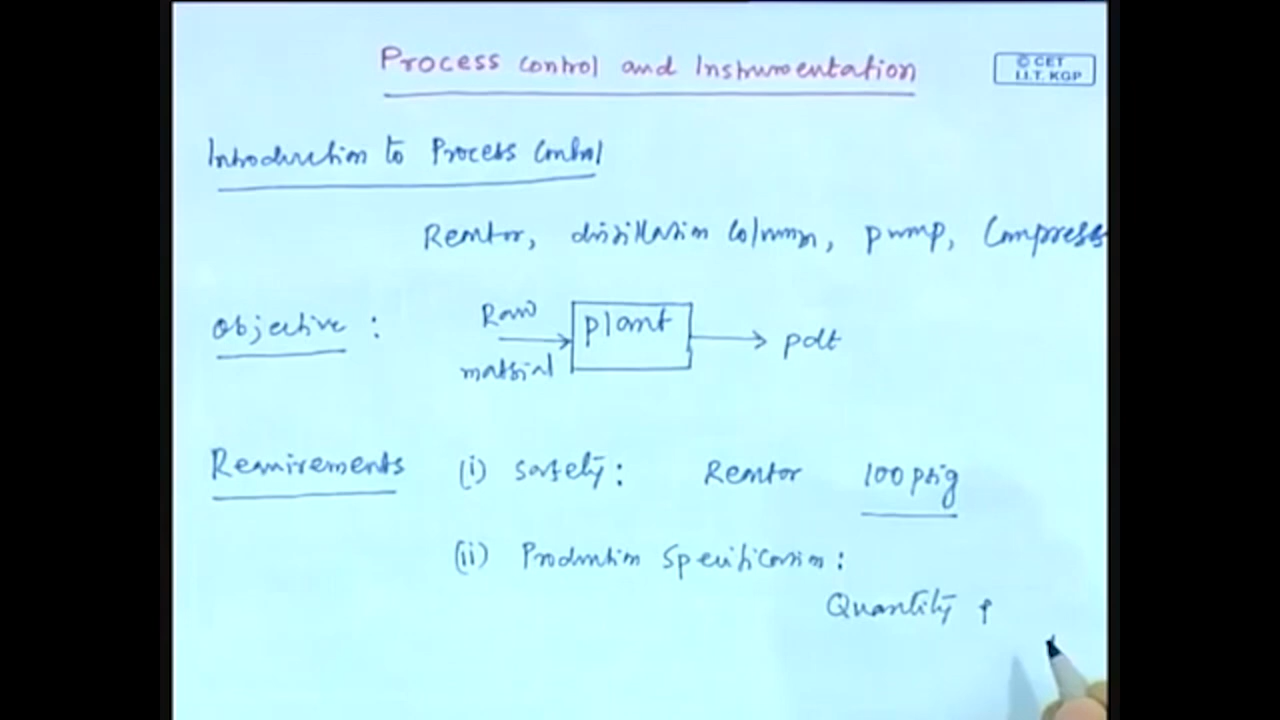 Process control and Instrumentation
© CET
I.I.T. KGP
Introduction to Process Control
Reactor, distillation column, pump, Compress
Objective :
Raw
material
plant
pdt
Requirements
(i) Safety : Reactor 100 psig
(ii) Production Specification :
Quantity